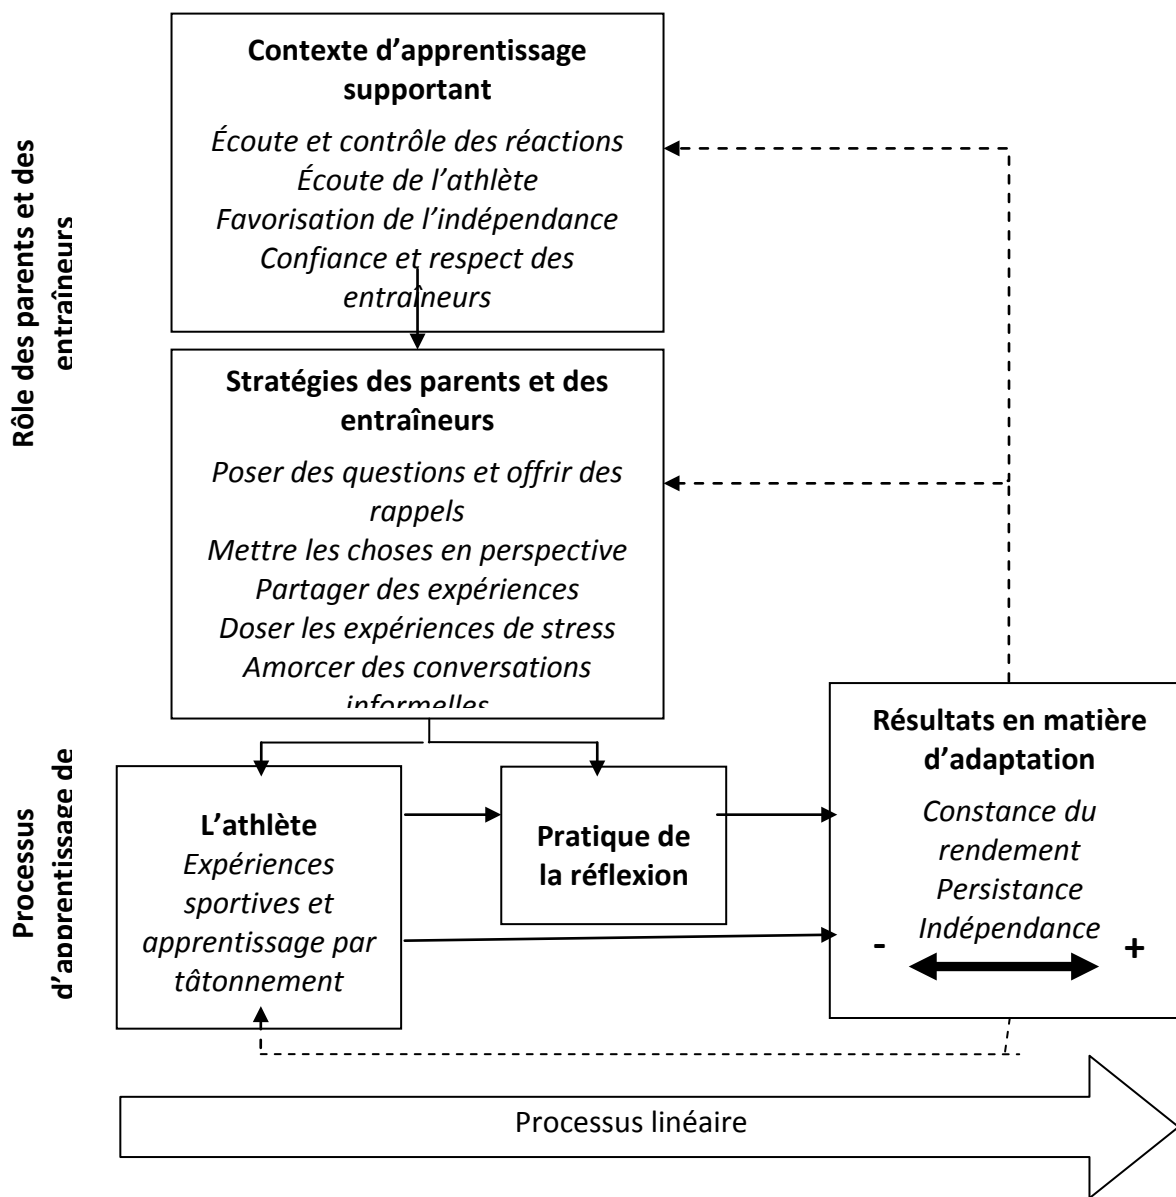 Contexte d’apprentissage
supportant
Écoute et contrôle des réactions
Écoute de l’athlète
Favorisation de l’indépendance
Confiance et respect des
entraîneurs
Rôle des parents et des
entraîneurs
Stratégies des parents et des
entraîneurs
Poser des questions et offrir des
rappels
Mettre les choses en perspective
Partager des expériences
Doser les expériences de stress
Amorcer des conversations
informelles
Processus
d’apprentissage de
L’athlète
Expériences
sportives et
apprentissage par
tâtonnement
Pratique de
la réflexion
Résultats en matière
d’adaptation
Constance du
rendement
Persistance
Indépendance
- +
Processus linéaire